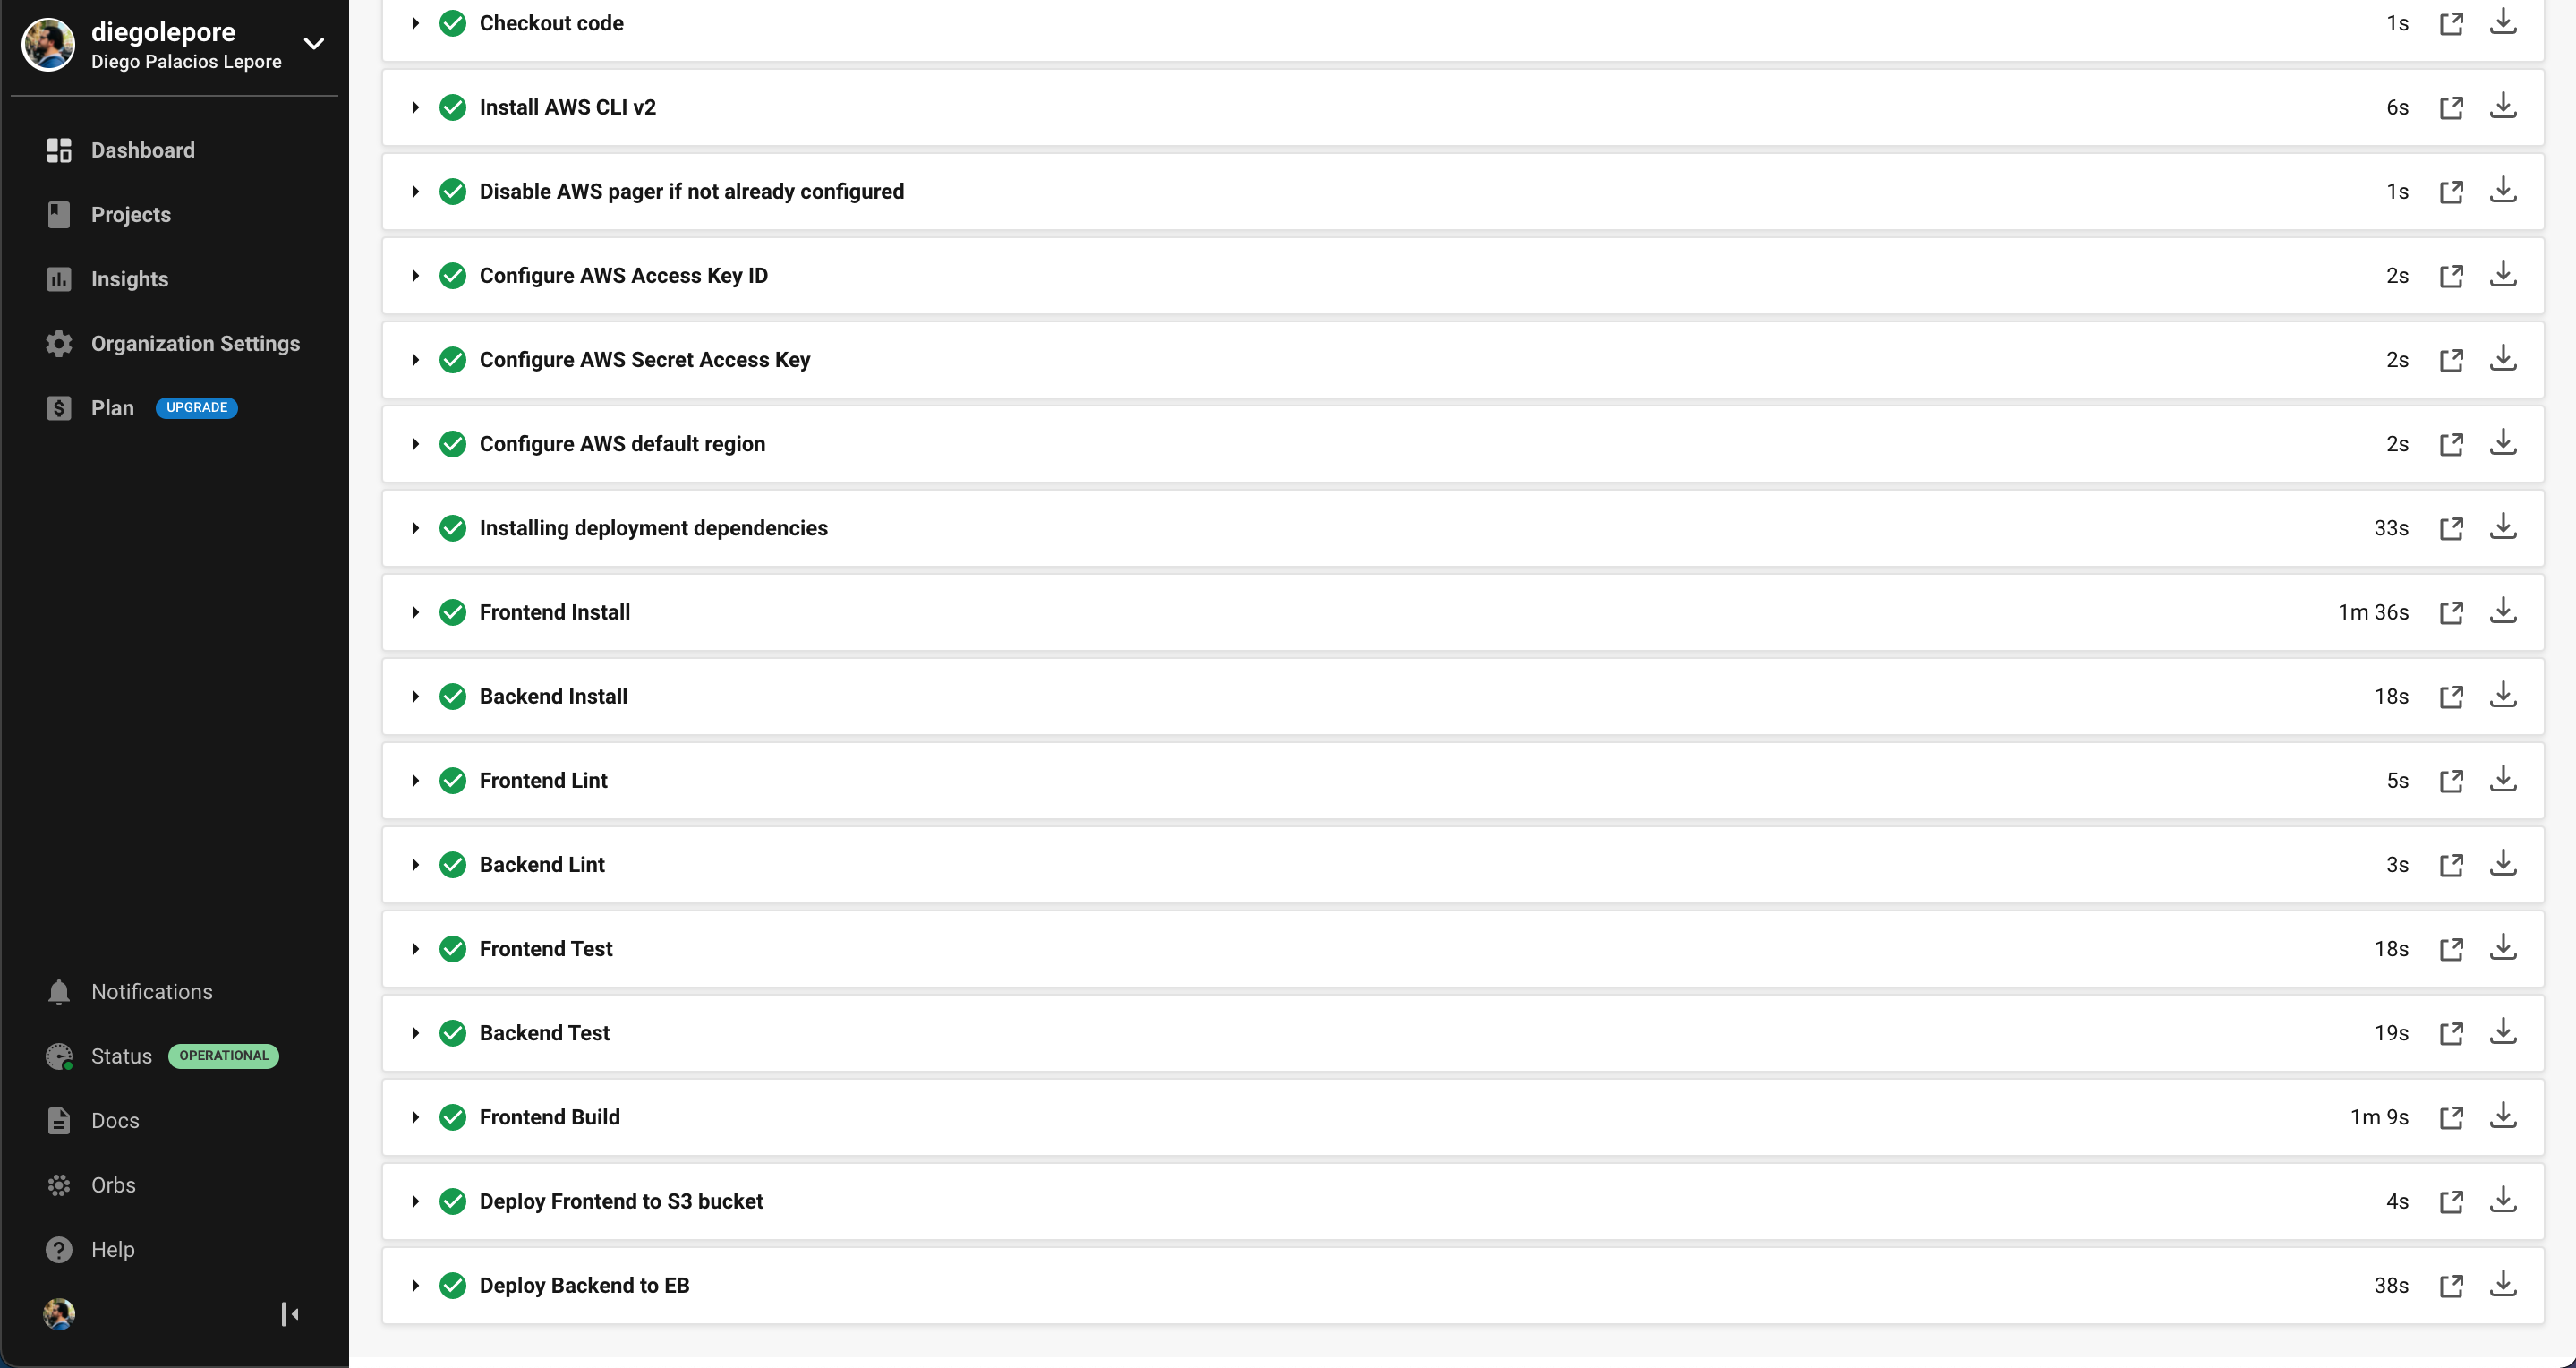 diegolepore
Diego Palacios Lepore
Dashboard
Projects
Insights
Organization Settings
Plan UPGRADE
Notifications
Status OPERATIONAL
Docs
Orbs
Help
Checkout code 1s
Install AWS CLI v2 6s
Disable AWS pager if not already configured 1s
Configure AWS Access Key ID 2s
Configure AWS Secret Access Key 2s
Configure AWS default region 2s
Installing deployment dependencies 33s
Frontend Install 1m 36s
Backend Install 18s
Frontend Lint 5s
Backend Lint 3s
Frontend Test 18s
Backend Test 19s
Frontend Build 1m 9s
Deploy Frontend to S3 bucket 4s
Deploy Backend to EB 38s